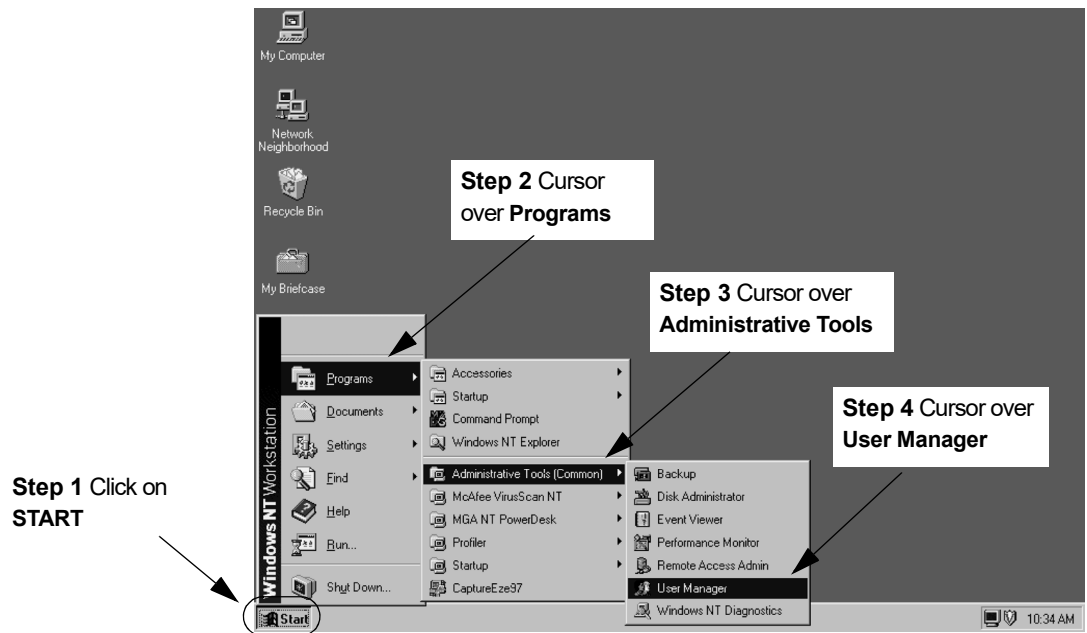 My Computer
Network
Neighborhood
Recycle Bin
My Briefcase
Step 2 Cursor
over Programs
Step 3 Cursor over
Administrative Tools
Step 4 Cursor over
User Manager
Step 1 Click on
START
Windows NT Workstation
Programs
Documents
Settings
Find
Help
Run...
Shut Down...
Accessories
Startup
Command Prompt
Windows NT Explorer
Administrative Tools (Common)
McAfee VirusScan NT
MGA NT PowerDesk
Profiler
Startup
CaptureEze97
Backup
Disk Administrator
Event Viewer
Performance Monitor
Remote Access Admin
User Manager
Windows NT Diagnostics
Start
10:34 AM